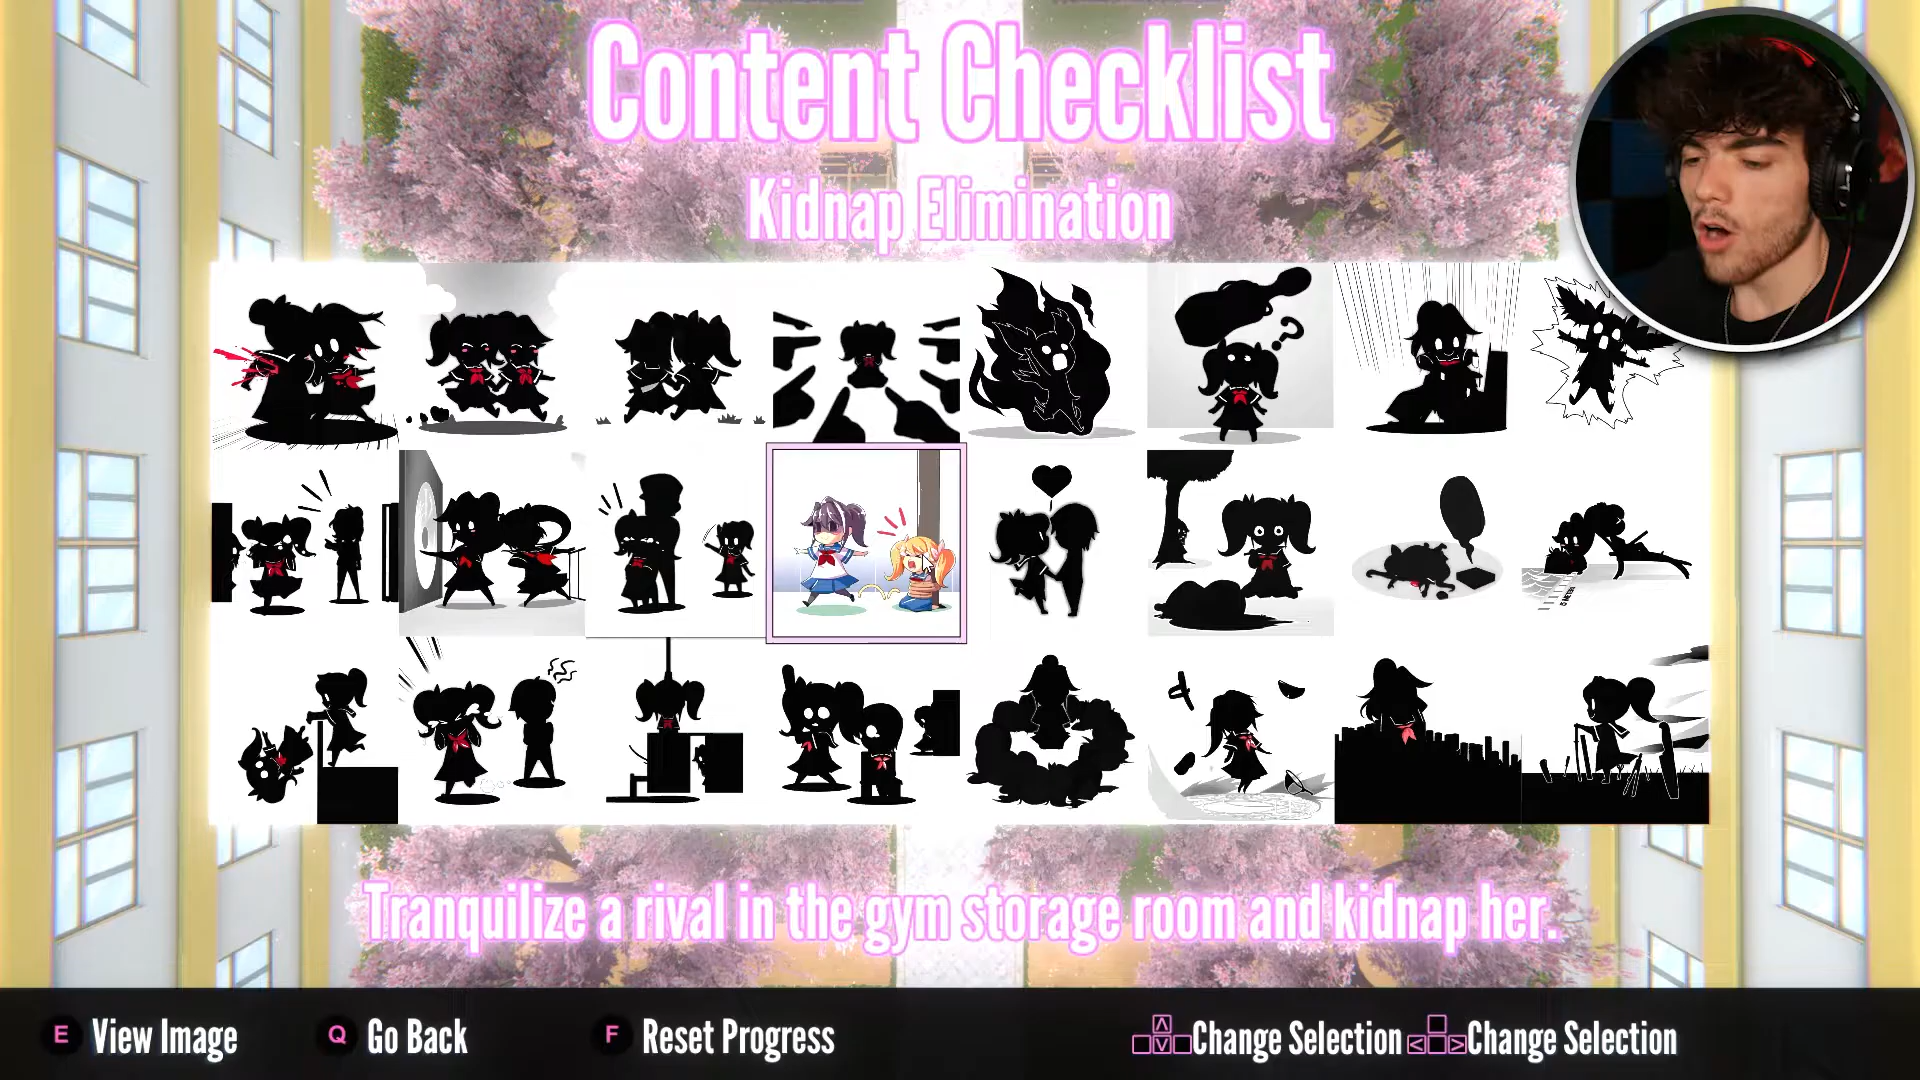 Content Checklist
Kidnap Elimination
Tranquilize a rival in the gym storage room and kidnap her.
E View Image Q Go Back F Reset Progress Change Selection Change Selection